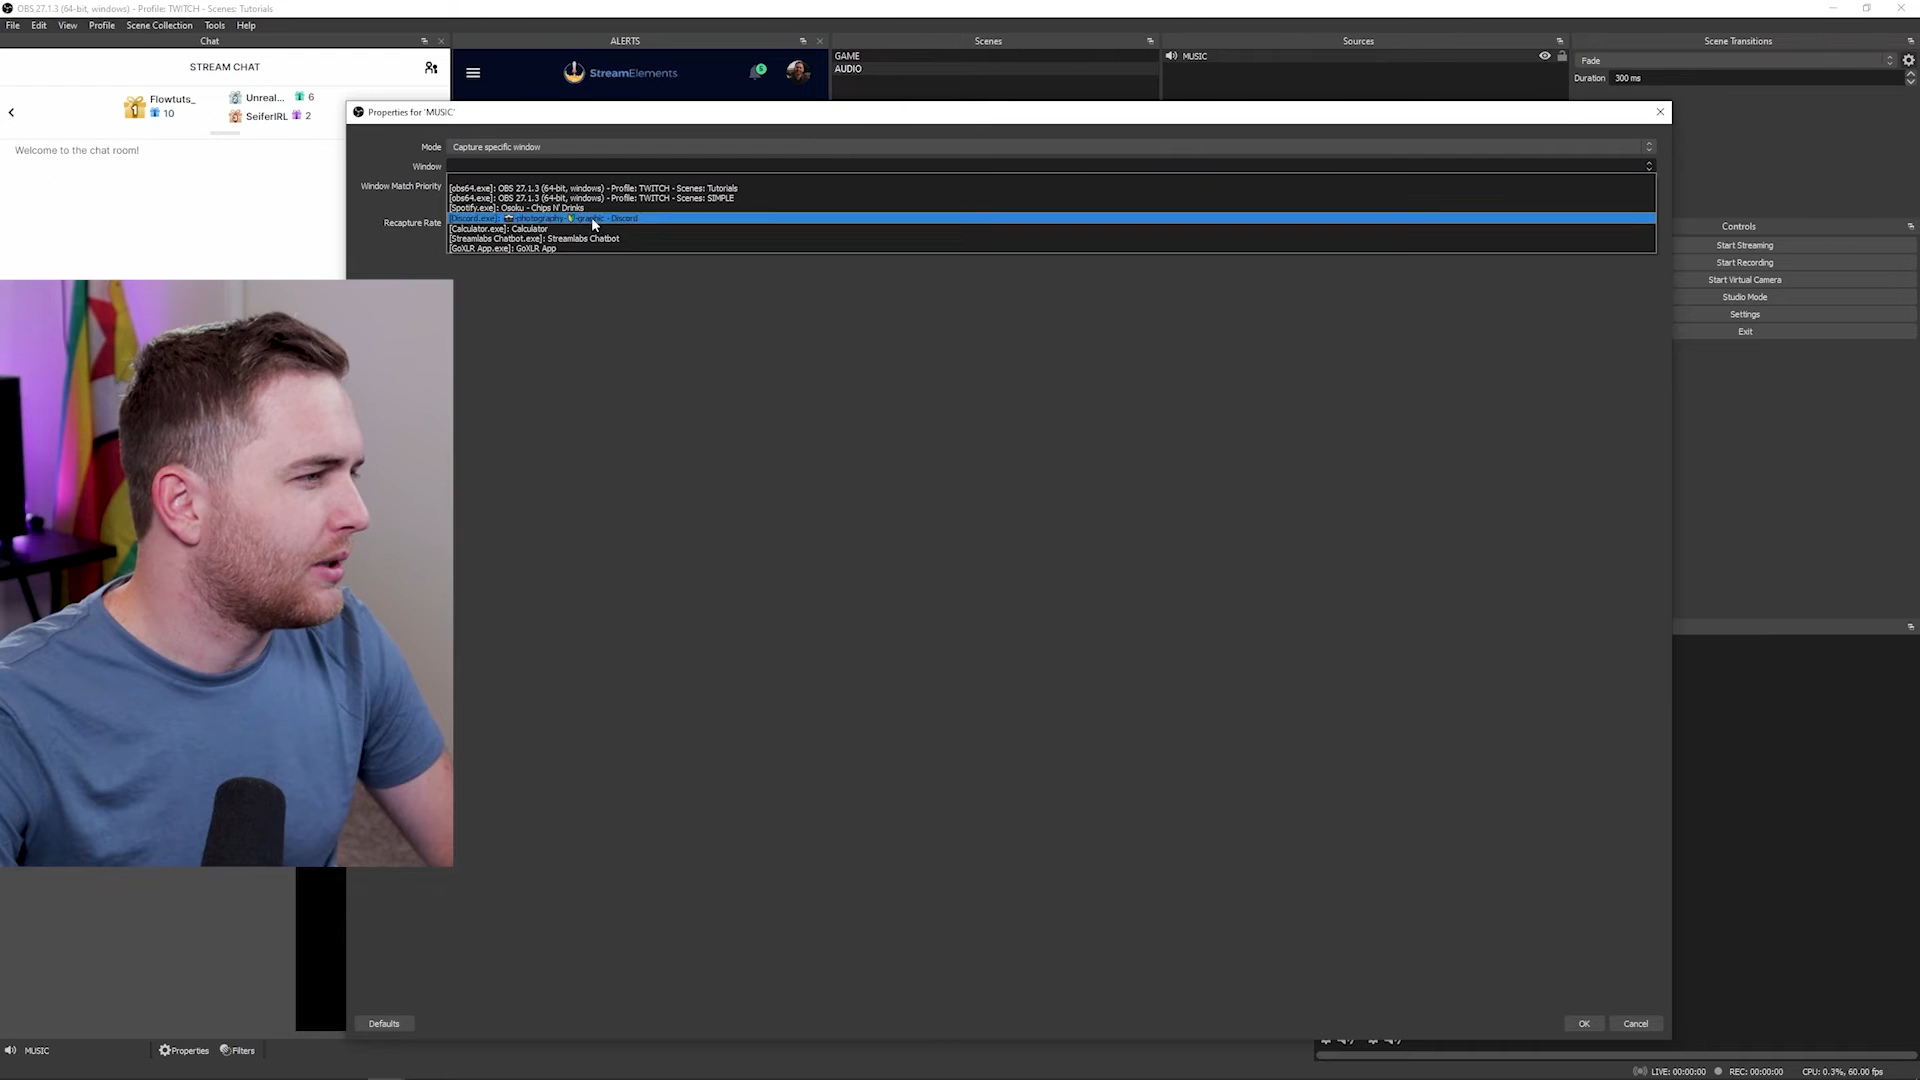 OBS 27.1.3 (64-bit, windows) - Profile: TWITCH - Scenes: Tutorials
File Edit View Profile Scene Collection Tools Help
Chat
ALERTS
Scenes
Sources
Scene Transitions
STREAM CHAT
StreamElements
5
GAME
AUDIO
MUSIC
Fade
Duration 300 ms
1 Flowtuts_ 10
Unreal... 6
SeiferIRL 2
Welcome to the chat room!
Properties for 'MUSIC'
Mode Capture specific window
Window
Window Match Priority
Recapture Rate
[obs64.exe]: OBS 27.1.3 (64-bit, windows) - Profile: TWITCH - Scenes: Tutorials
[obs64.exe]: OBS 27.1.3 (64-bit, windows) - Profile: TWITCH - Scenes: SIMPLE
[Spotify.exe]: Osoku - Chips N' Drinks
[Discord.exe]: 📷-photography-🔰-graphic - Discord
[Calculator.exe]: Calculator
[Streamlabs Chatbot.exe]: Streamlabs Chatbot
[GoXLR App.exe]: GoXLR App
Controls
Start Streaming
Start Recording
Start Virtual Camera
Studio Mode
Settings
Exit
Defaults
OK
Cancel
MUSIC
Properties
Filters
LIVE: 00:00:00
REC: 00:00:00
CPU: 0.3%, 60.00 fps